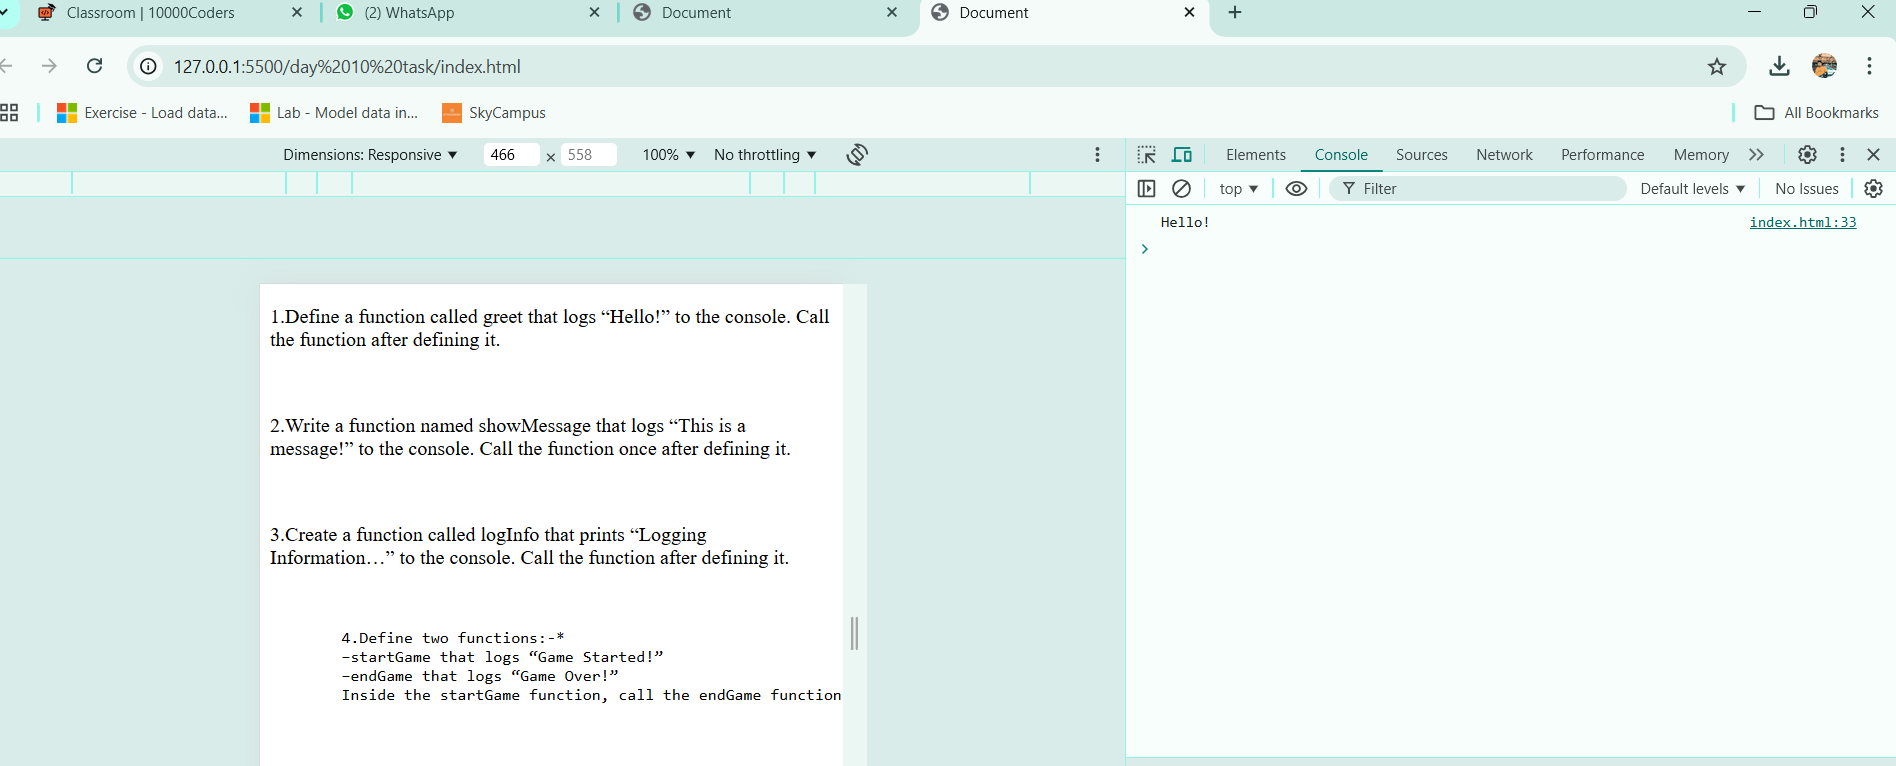 Classroom | 10000Coders
(2) WhatsApp
Document
Document
127.0.0.1:5500/day%2010%20task/index.html
Exercise - Load data...
Lab - Model data in...
SkyCampus
All Bookmarks
Dimensions: Responsive
466 × 558
100%
No throttling
Elements
Console
Sources
Network
Performance
Memory
top
Filter
Default levels
No Issues
Hello!
index.html:33
1.Define a function called greet that logs “Hello!” to the console. Call
the function after defining it.
2.Write a function named showMessage that logs “This is a
message!” to the console. Call the function once after defining it.
3.Create a function called logInfo that prints “Logging
Information…” to the console. Call the function after defining it.
4.Define two functions:-*
–startGame that logs “Game Started!”
–endGame that logs “Game Over!”
Inside the startGame function, call the endGame function